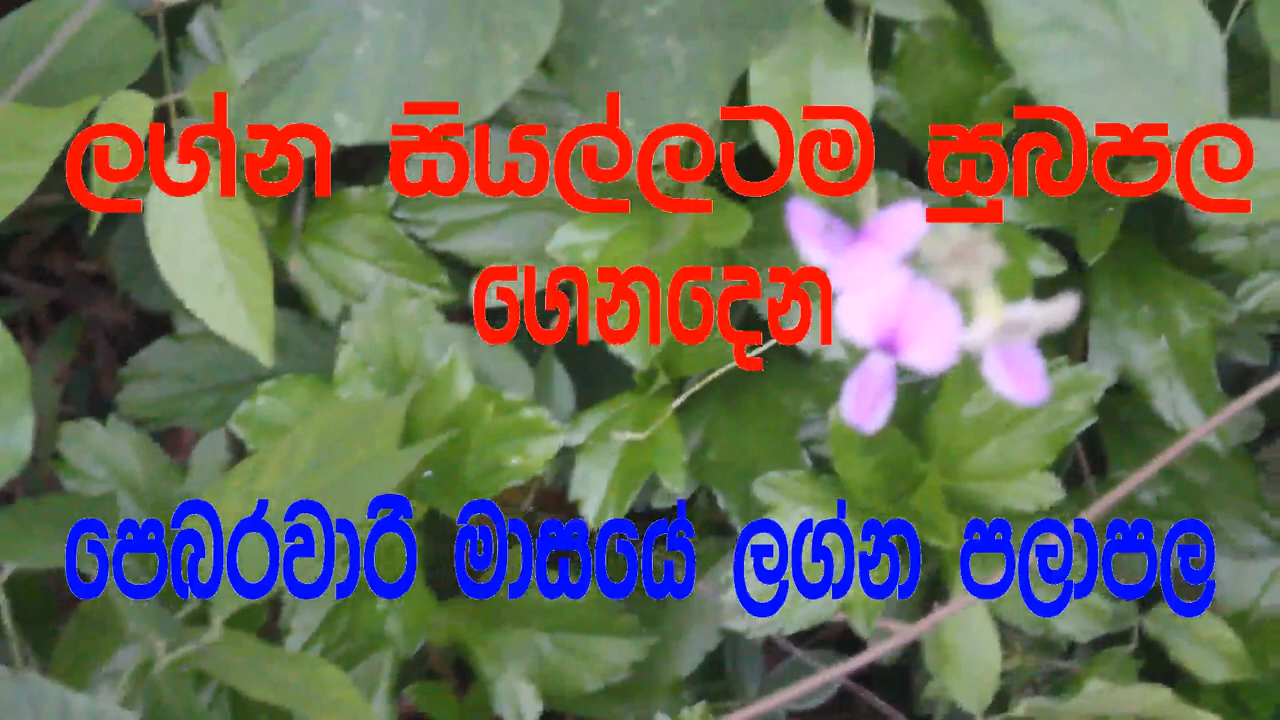 ලග්න සියල්ලටම සුබපල
ගෙනදෙන
පෙබරවාරි මාසයේ ලග්න පලාපල